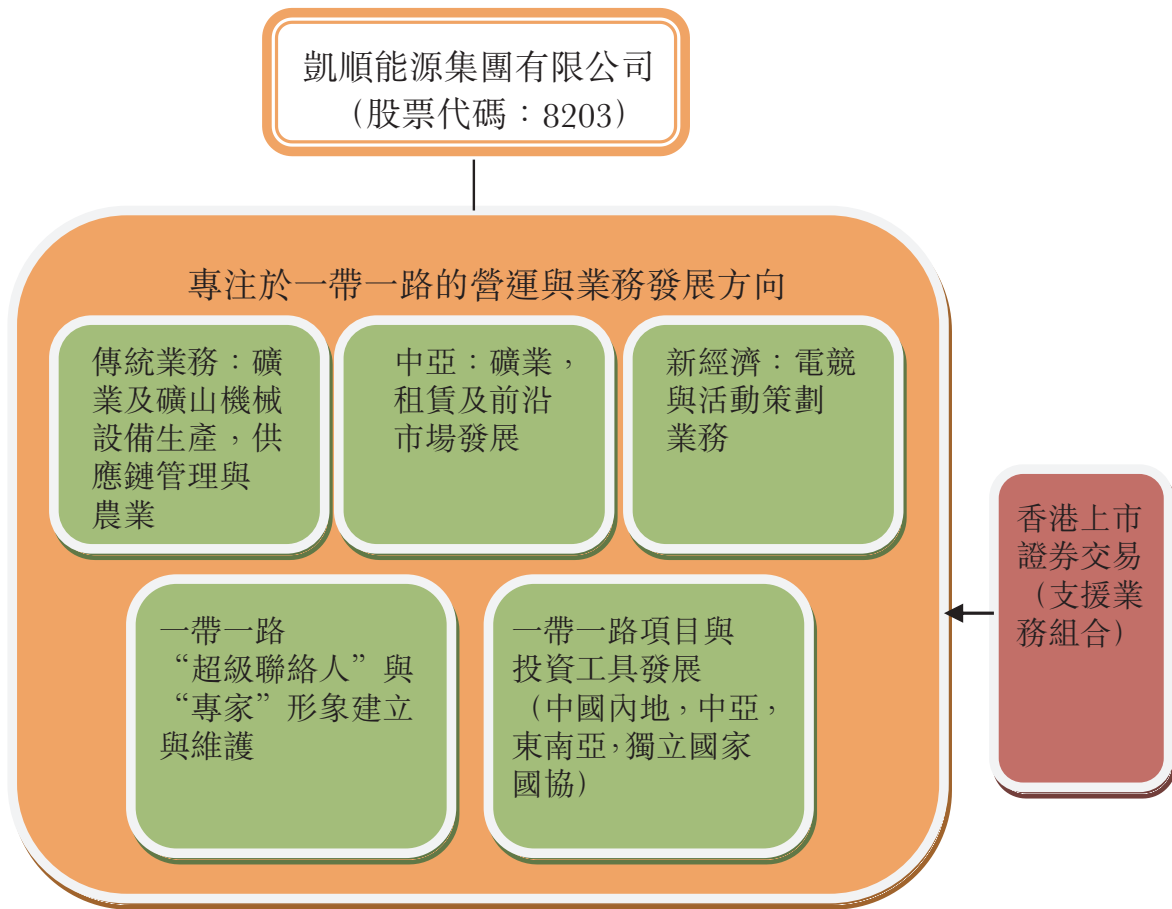 凱順能源集團有限公司
（股票代碼：8203）
專注於一帶一路的營運與業務發展方向
傳統業務：礦
業及礦山機械
設備生產，供
應鏈管理與
農業
中亞：礦業，
租賃及前沿
市場發展
新經濟：電競
與活動策劃
業務
一帶一路
“超級聯絡人”與
“專家”形象建立
與維護
一帶一路項目與
投資工具發展
（中國內地，中亞，
東南亞，獨立國家
國協）
香港上市
證券交易
（支援業
務組合）